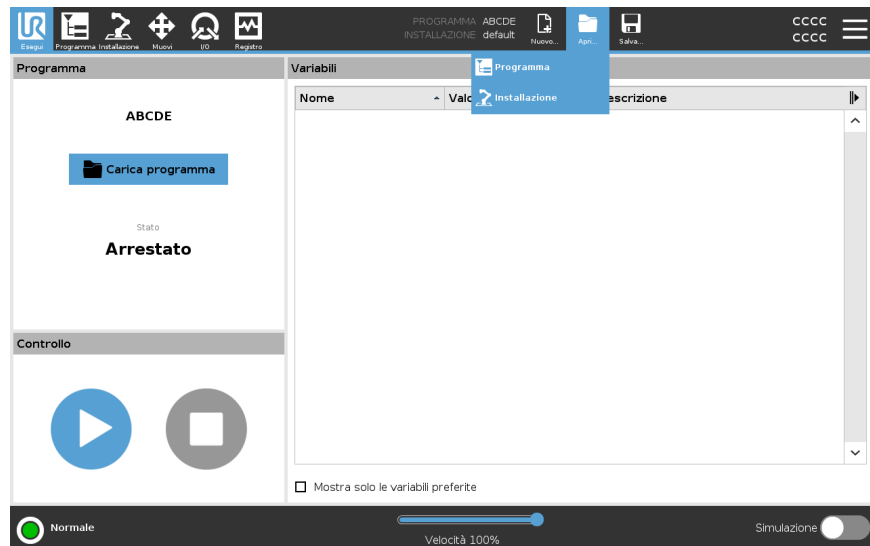 UR
Esegui
Programma
Installazione
Muovi
I/O
Registro
PROGRAMMA ABCDE
INSTALLAZIONE default
Nuovo...
Apri...
Salva...
CCCC
CCCC
Programma
Installazione
Programma
ABCDE
Carica programma
Stato
Arrestato
Controllo
Variabili
Nome
Valo
escrizione
Mostra solo le variabili preferite
Normale
Velocità 100%
Simulazione